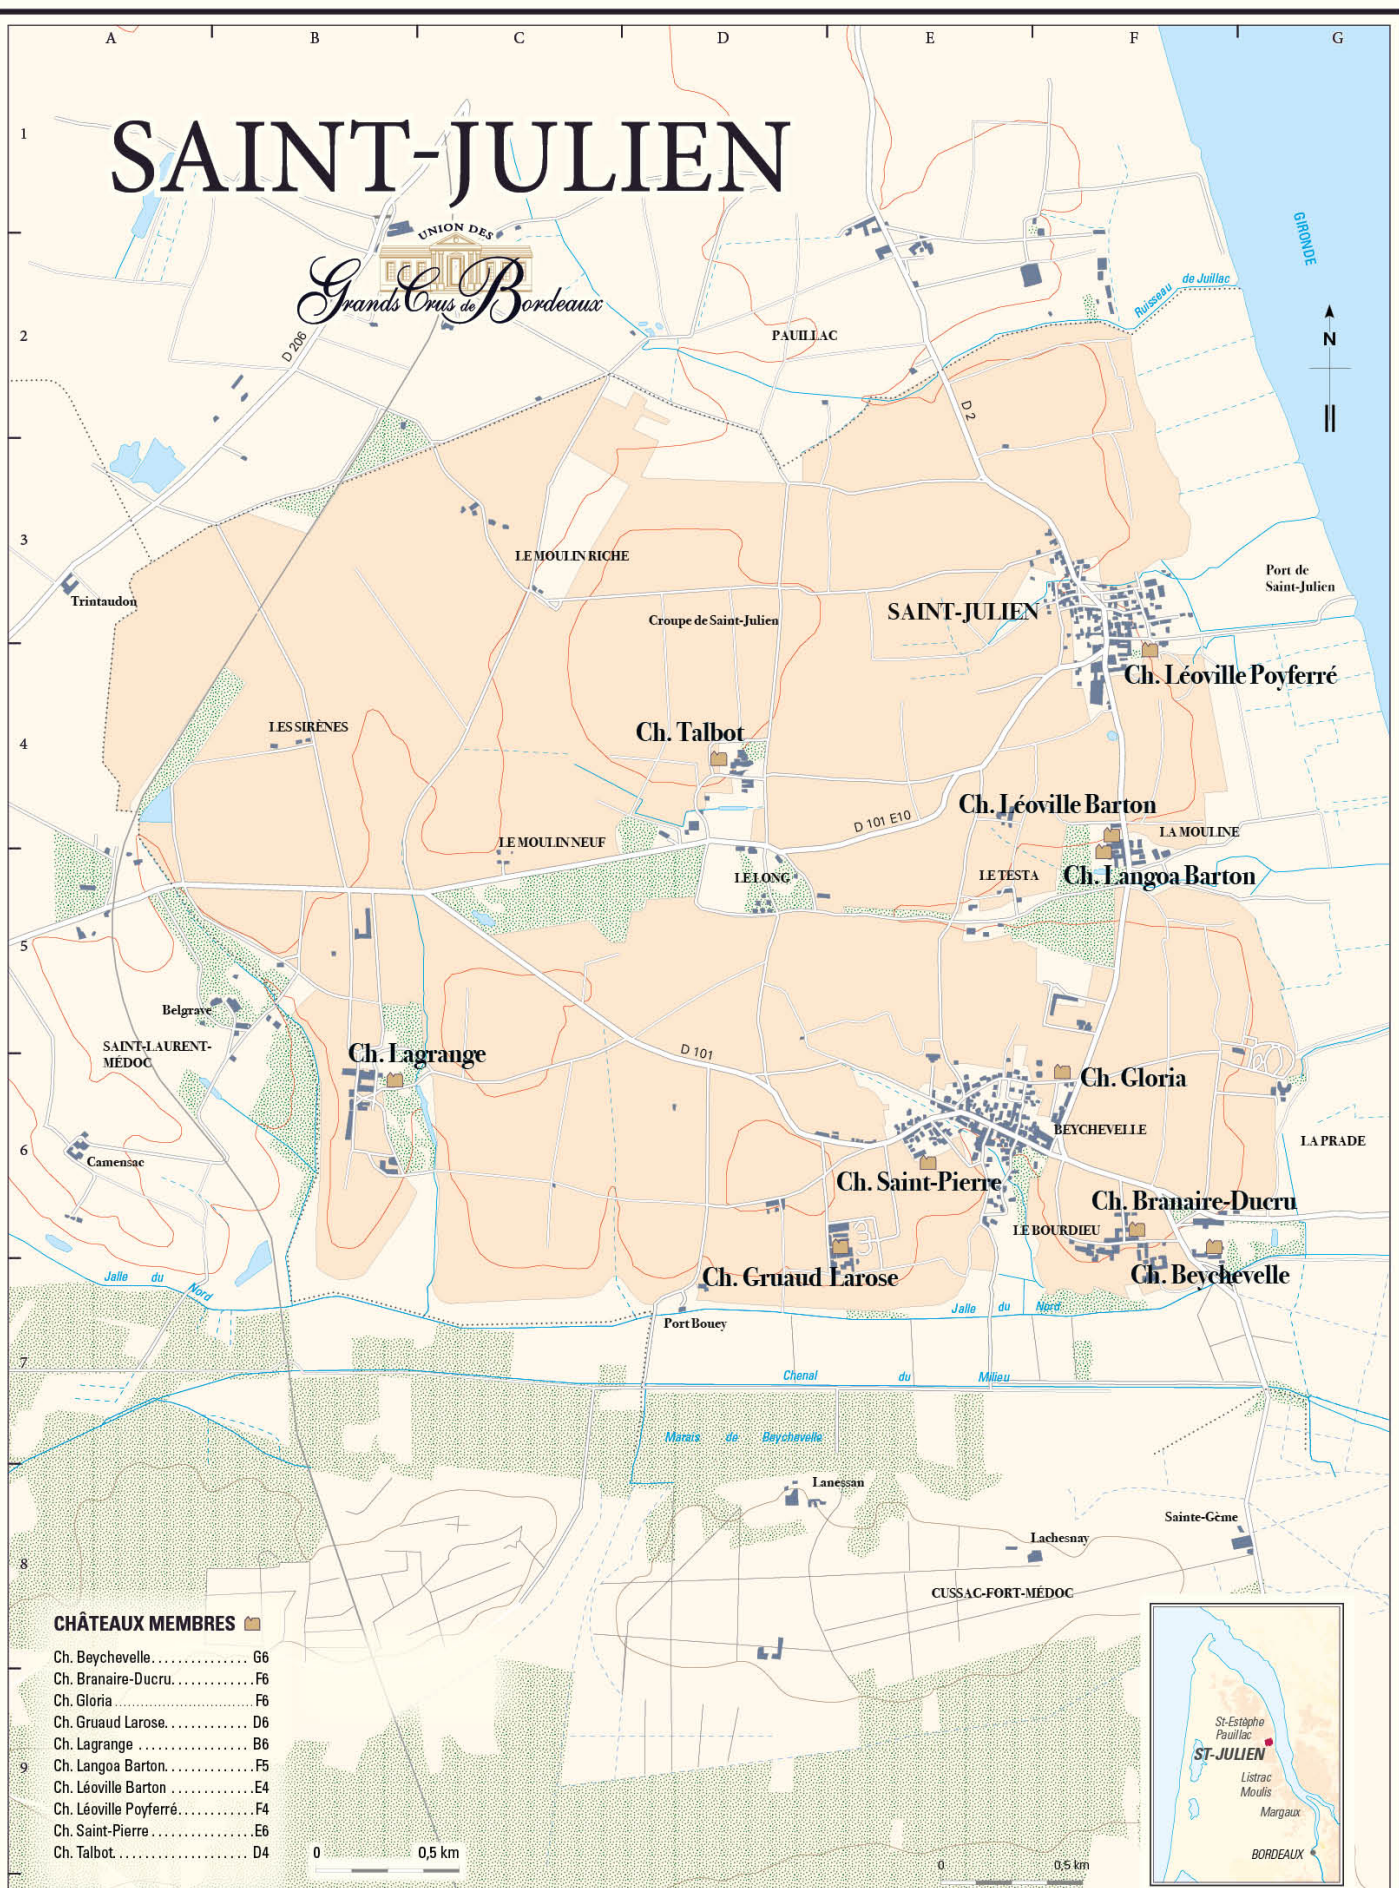 A B C D E F G
1
SAINT-JULIEN
UNION DES
Grands Crus de Bordeaux
GIRONDE
Ruisseau de Juillac
2
D 206
PAUILLAC
N
D 2
3
LE MOULIN RICHE
Port de
Saint-Julien
Trintaudon
Croupe de Saint-Julien
SAINT-JULIEN
Ch. Léoville Poyferré
LES SIRÈNES
Ch. Talbot
4
Ch. Léoville Barton
D 101 E10
LA MOULINE
LE MOULIN NEUF
LE LONG
LE TESTA
Ch. Langoa Barton
5
Belgrave
SAINT-LAURENT-
MÉDOC
Ch. Lagrange
D 101
Ch. Gloria
BEYCHEVELLE
6
LA PRADE
Camensac
Ch. Saint-Pierre
Ch. Branaire-Ducru
LE BOURDIEU
Ch. Gruaud Larose
Ch. Beychevelle
Jalle du Nord
Jalle du Nord
Port Bouey
7
Chenal du Milieu
Marais de Beychevelle
Lanessan
Sainte-Gème
Lachesnay
8
CUSSAC-FORT-MÉDOC
CHÂTEAUX MEMBRES
Ch. Beychevelle.............. G6
Ch. Branaire-Ducru............ F6
Ch. Gloria.............................. F6
Ch. Gruaud Larose............ D6
Ch. Lagrange ................ B6
Ch. Langoa Barton............ F5
Ch. Léoville Barton ............ E4
Ch. Léoville Poyferré........... F4
Ch. Saint-Pierre............... E6
Ch. Talbot.................... D4
9
0 0,5 km
0 0,5 km
St-Estèphe
Pauillac
ST-JULIEN
Listrac
Moulis
Margaux
BORDEAUX